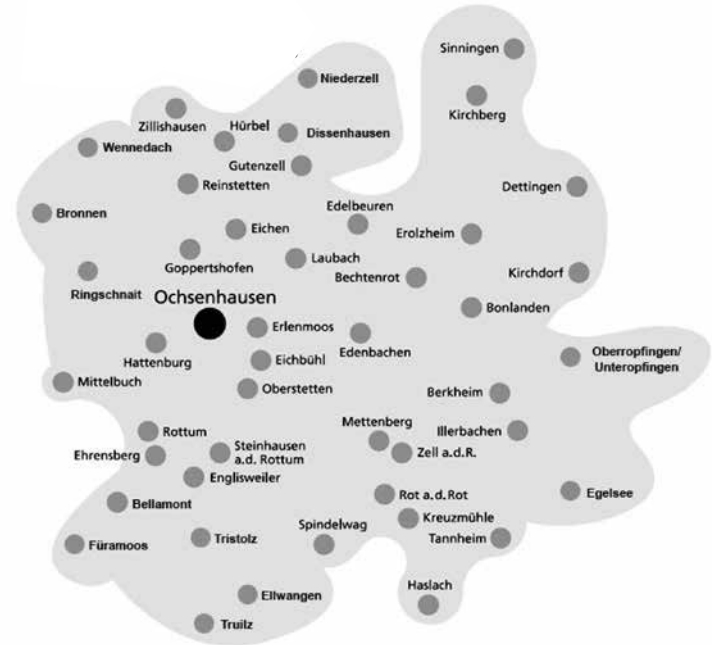 Sinningen
Niederzell
Kirchberg
Zillishausen
Hürbel
Dissenhausen
Wennedach
Gutenzell
Reinstetten
Dettingen
Edelbeuren
Bronnen
Eichen
Erolzheim
Goppertshofen
Laubach
Bechtenrot
Kirchdorf
Ringschnait
Ochsenhausen
Bonlanden
Erlenmoos
Edenbachen
Hattenburg
Eichbühl
Oberropfingen/
Unteropfingen
Mittelbuch
Oberstetten
Berkheim
Mettenberg
Illerbachen
Rottum
Steinhausen
a.d. Rottum
Zell a.d.R.
Ehrensberg
Englisweiler
Rot a.d.Rot
Egelsee
Bellamont
Kreuzmühle
Spindelwag
Tannheim
Füramoos
Tristolz
Haslach
Ellwangen
Truilz